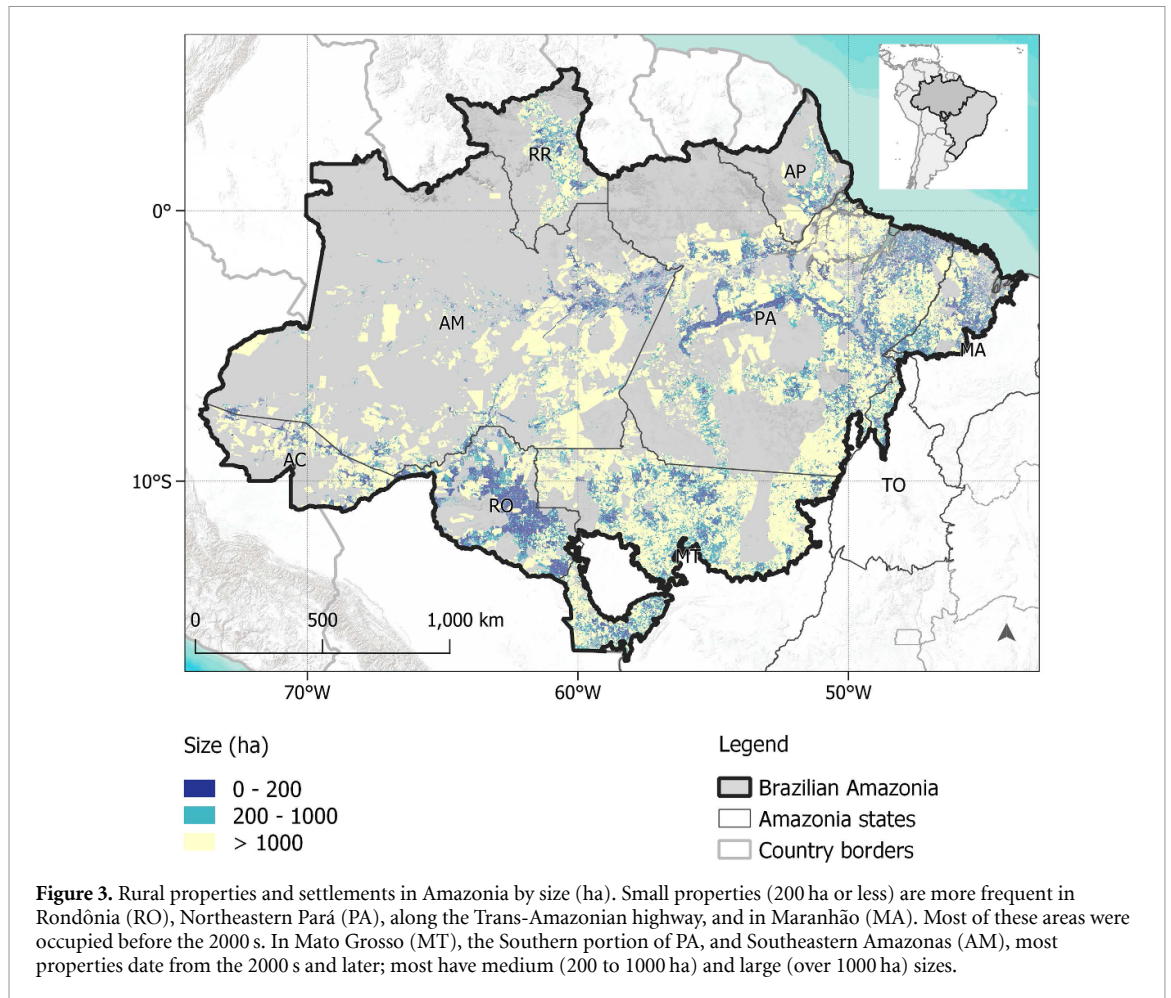 RR
AP
0°
AM
PA
MA
AC
10°S
TO
RO
MT
0 500 1,000 km
70°W 60°W 50°W
Size (ha)
0 - 200
200 - 1000
> 1000
Legend
Brazilian Amazonia
Amazonia states
Country borders
Figure 3. Rural properties and settlements in Amazonia by size (ha). Small properties (200 ha or less) are more frequent in
Rondônia (RO), Northeastern Pará (PA), along the Trans-Amazonian highway, and in Maranhão (MA). Most of these areas were
occupied before the 2000 s. In Mato Grosso (MT), the Southern portion of PA, and Southeastern Amazonas (AM), most
properties date from the 2000 s and later; most have medium (200 to 1000 ha) and large (over 1000 ha) sizes.